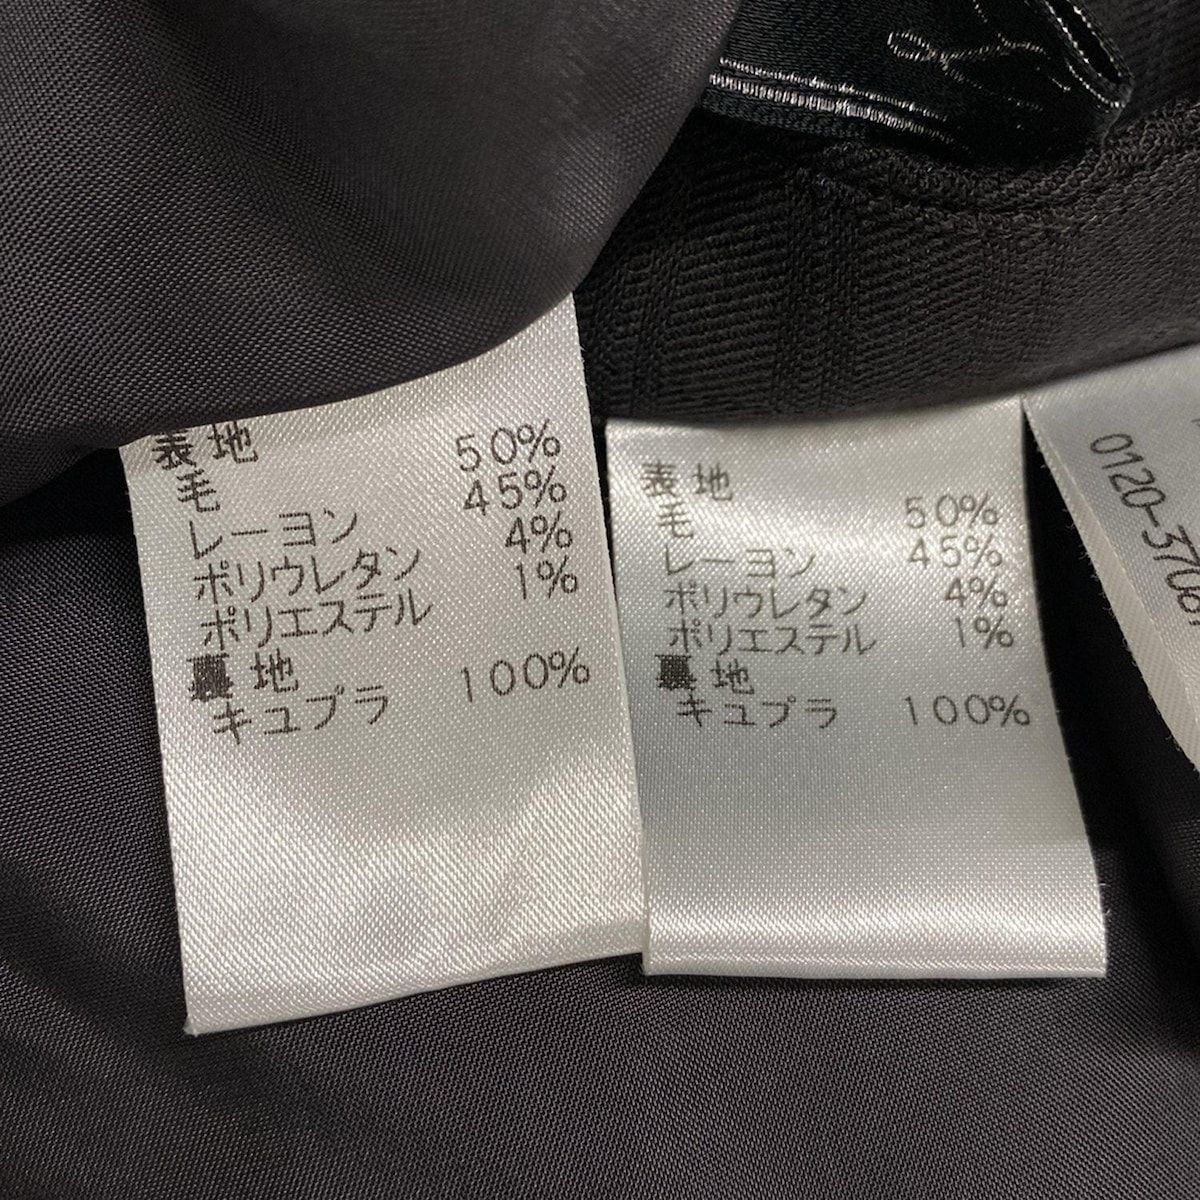 表地
毛 50%
レーヨン 45%
ポリウレタン 4%
ポリエステル 1%
裏地
キュプラ 100%
表地
毛 50%
レーヨン 45%
ポリウレタン 4%
ポリエステル 1%
裏地
キュプラ 100%
0120-370